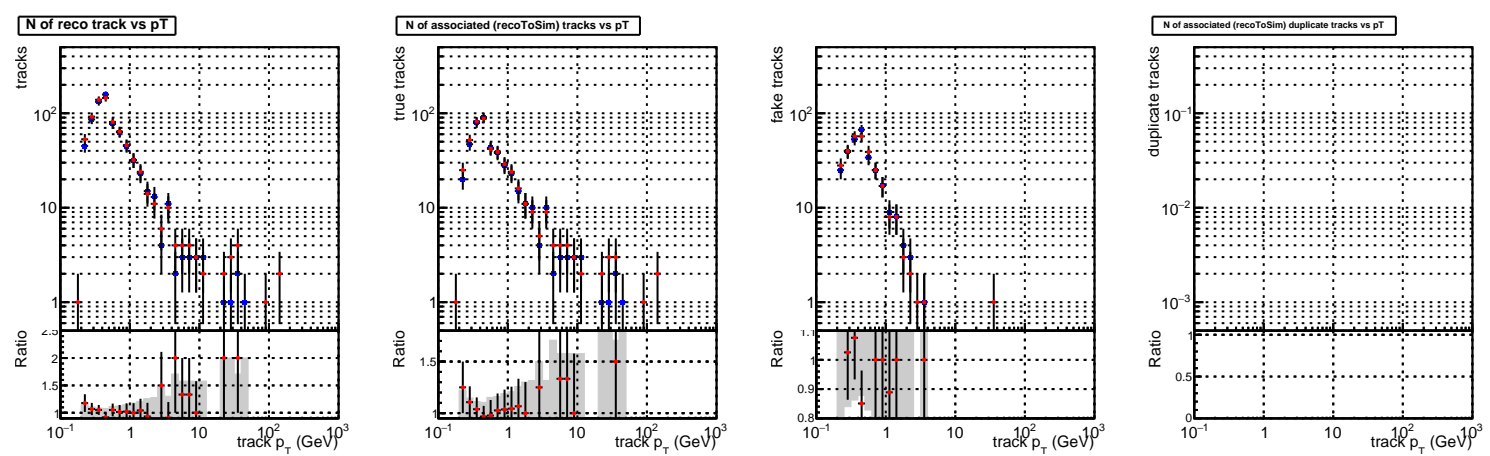 N of reco track vs pT
tracks
10²
10
1
Ratio
2.5
2
1.5
1
10⁻¹ 1 10 10² 10³
track p_T (GeV)
N of associated (recoToSim) tracks vs pT
true tracks
10²
10
1
Ratio
1.5
1
10⁻¹ 1 10 10² 10³
track p_T (GeV)
fake tracks
10²
10
1
Ratio
1.1
1
0.9
0.8
10⁻¹ 1 10 10² 10³
track p_T (GeV)
N of associated (recoToSim) duplicate tracks vs pT
duplicate tracks
10⁻¹
10⁻²
10⁻³
Ratio
1
0.5
0
10⁻¹ 1 10 10² 10³
track p_T (GeV)